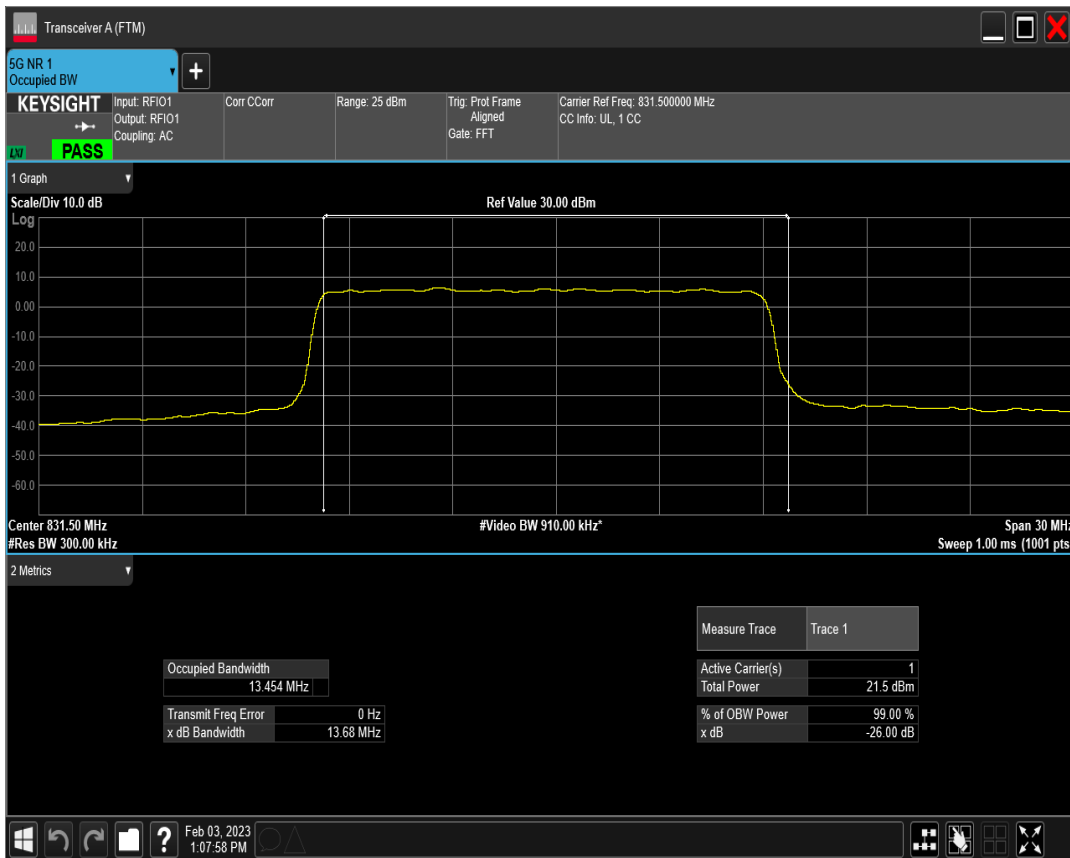 Transceiver A (FTM)
5G NR 1
Occupied BW
+
KEYSIGHT
LXI
PASS
Input: RFIO1
Output: RFIO1
Coupling: AC
Corr CCorr
Range: 25 dBm
Trig: Prot Frame
Aligned
Gate: FFT
Carrier Ref Freq: 831.500000 MHz
CC Info: UL, 1 CC
1 Graph
Scale/Div 10.0 dB
Ref Value 30.00 dBm
Log
20.0
10.0
0.00
-10.0
-20.0
-30.0
-40.0
-50.0
-60.0
Center 831.50 MHz
#Video BW 910.00 kHz*
Span 30 MHz
#Res BW 300.00 kHz
Sweep 1.00 ms (1001 pts
2 Metrics
Measure Trace Trace 1
Occupied Bandwidth
13.454 MHz
Active Carrier(s) 1
Total Power 21.5 dBm
Transmit Freq Error 0 Hz
x dB Bandwidth 13.68 MHz
% of OBW Power 99.00 %
x dB -26.00 dB
?
Feb 03, 2023
1:07:58 PM